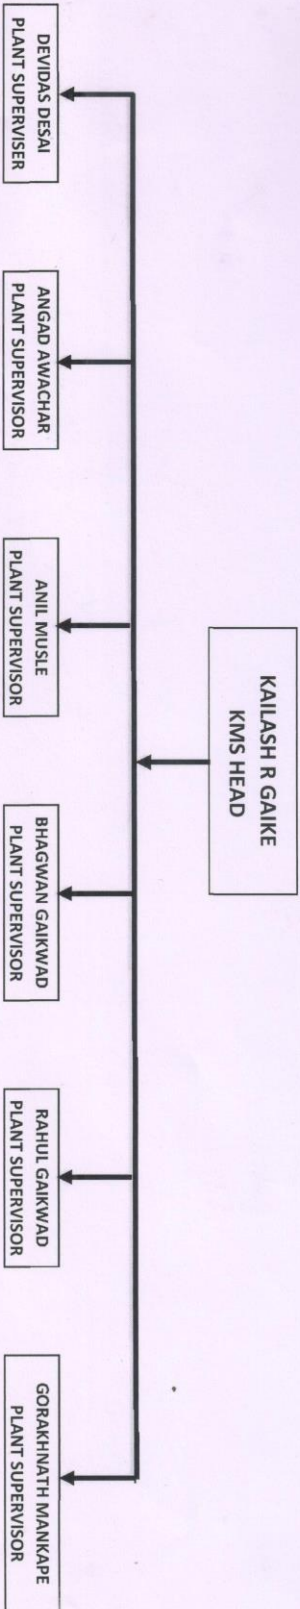 KAILASH R GAIKE
KMS HEAD
DEVIDAS DESAI
PLANT SUPERVISER
ANGAD AWACHAR
PLANT SUPERVISOR
ANIL MUSLE
PLANT SUPERVISOR
BHAGWAN GAIKWAD
PLANT SUPERVISOR
RAHUL GAIKWAD
PLANT SUPERVISOR
GORAKHNATH MANKAPE
PLANT SUPERVISOR